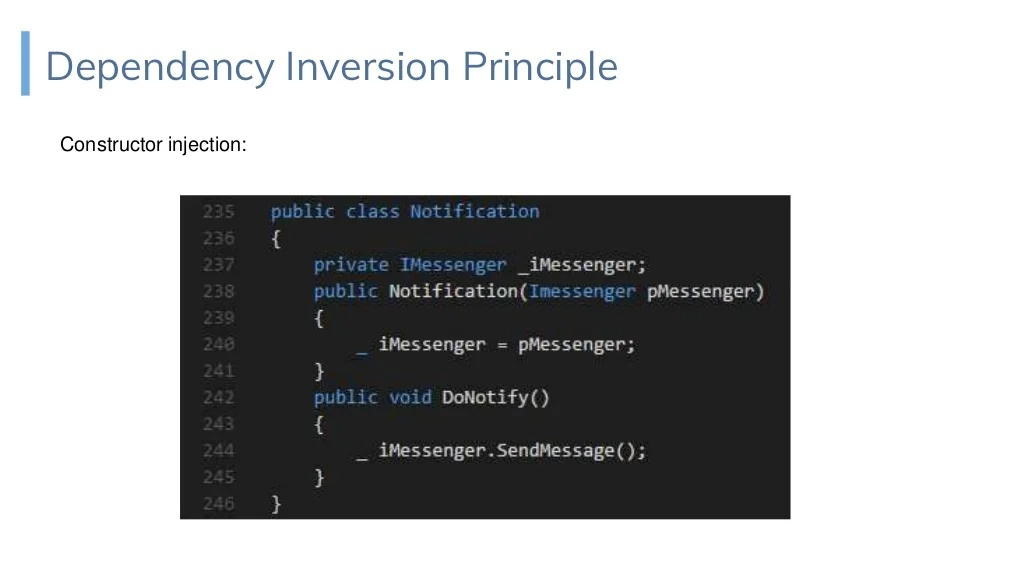 Dependency Inversion Principle
Constructor injection:
235 public class Notification
236 {
237 private IMessenger _iMessenger;
238 public Notification(Imessenger pMessenger)
239 {
240 _ iMessenger = pMessenger;
241 }
242 public void DoNotify()
243 {
244 _ iMessenger.SendMessage();
245 }
246 }